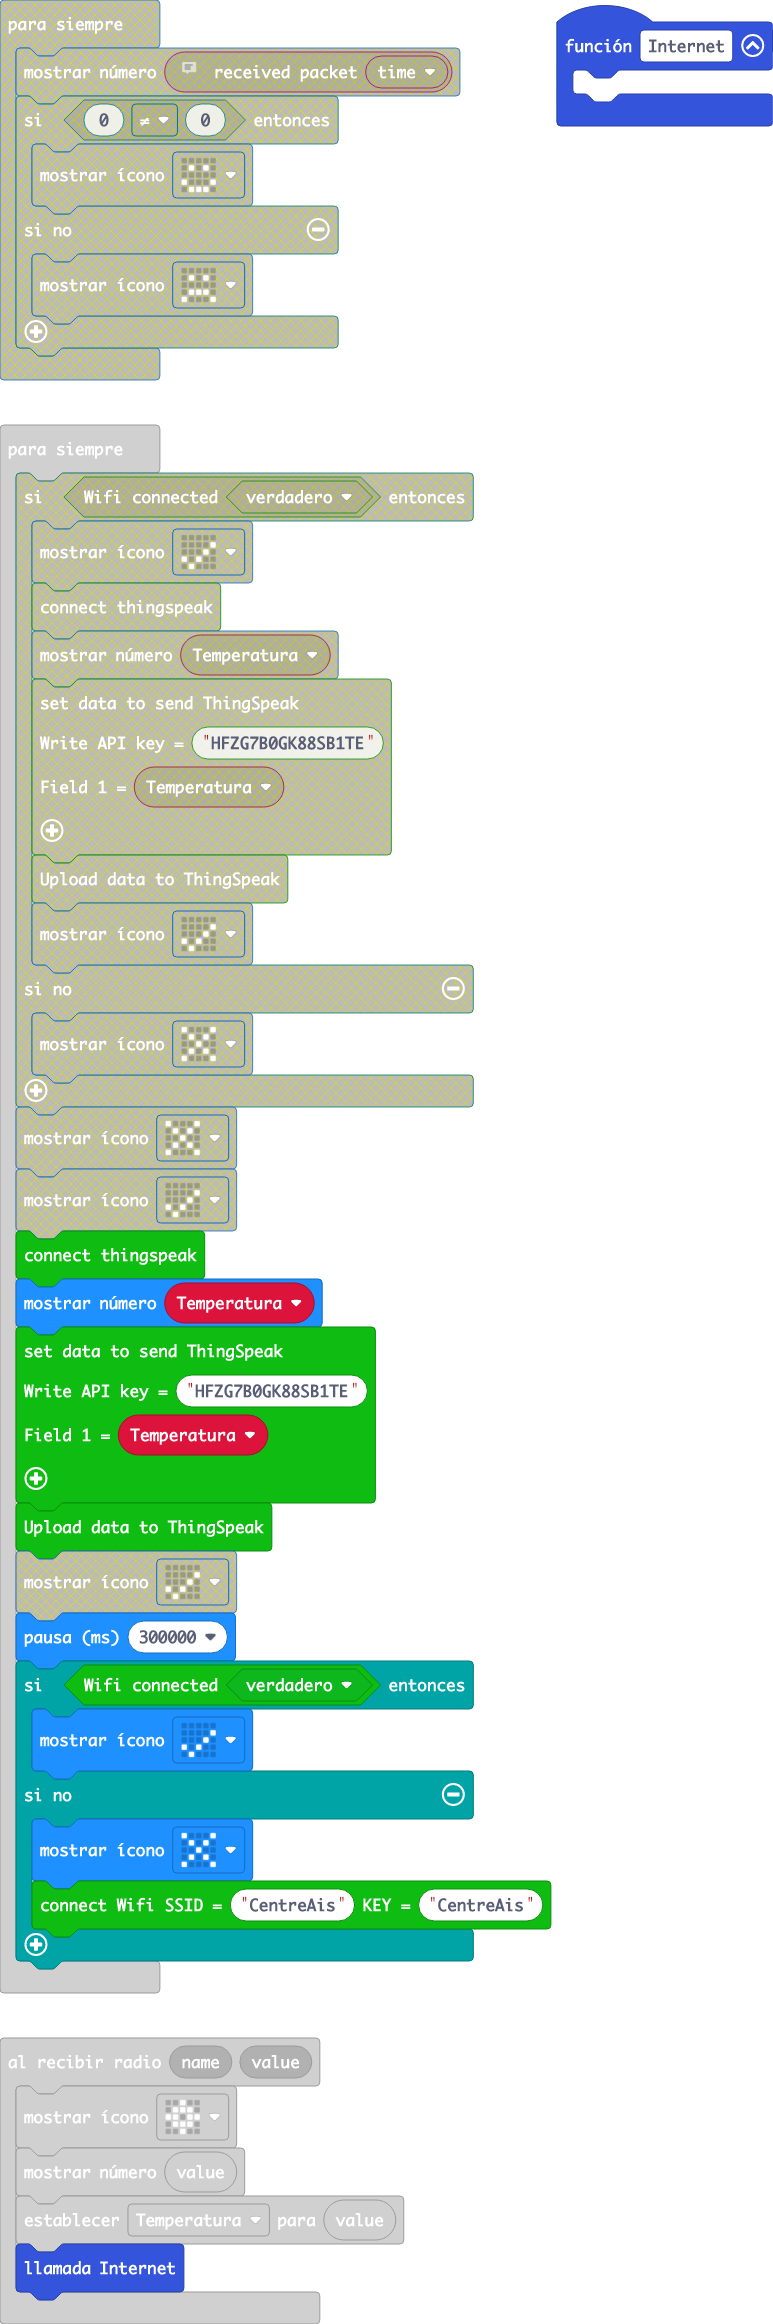 para siempre
mostrar número received packet time
si 0 ≠ 0 entonces
mostrar ícono
si no
mostrar ícono
función Internet
para siempre
si Wifi connected verdadero entonces
mostrar ícono
connect thingspeak
mostrar número Temperatura
set data to send ThingSpeak
Write API key = "HFZG7B0GK88SB1TE"
Field 1 = Temperatura
Upload data to ThingSpeak
mostrar ícono
si no
mostrar ícono
mostrar ícono
mostrar ícono
connect thingspeak
mostrar número Temperatura
set data to send ThingSpeak
Write API key = "HFZG7B0GK88SB1TE"
Field 1 = Temperatura
Upload data to ThingSpeak
mostrar ícono
pausa (ms) 300000
si Wifi connected verdadero entonces
mostrar ícono
si no
mostrar ícono
connect Wifi SSID = "CentreAis" KEY = "CentreAis"
al recibir radio name value
mostrar ícono
mostrar número value
establecer Temperatura para value
llamada Internet